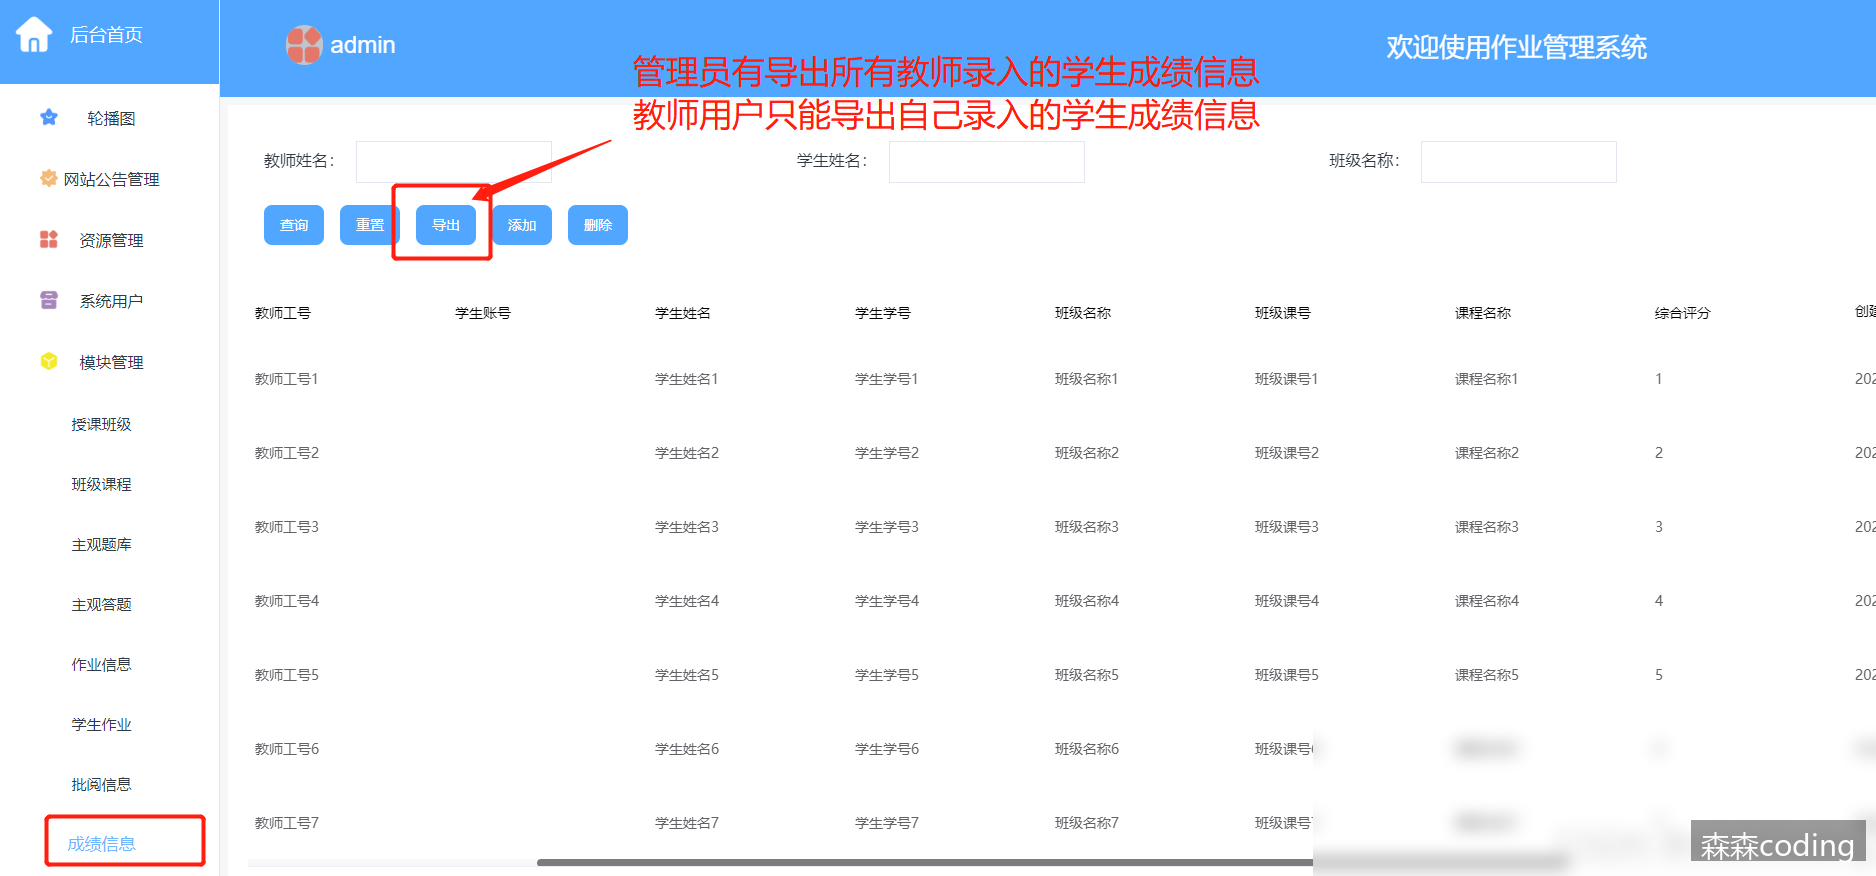 后台首页
admin
欢迎使用作业管理系统
管理员有导出所有教师录入的学生成绩信息
教师用户只能导出自己录入的学生成绩信息
轮播图
网站公告管理
资源管理
系统用户
模块管理
授课班级
班级课程
主观题库
主观答题
作业信息
学生作业
批阅信息
成绩信息
教师姓名： 学生姓名： 班级名称：
查询 重置 导出 添加 删除
教师工号 学生账号 学生姓名 学生学号 班级名称 班级课号 课程名称 综合评分 创建
教师工号1 学生姓名1 学生学号1 班级名称1 班级课号1 课程名称1 1 202
教师工号2 学生姓名2 学生学号2 班级名称2 班级课号2 课程名称2 2 202
教师工号3 学生姓名3 学生学号3 班级名称3 班级课号3 课程名称3 3 202
教师工号4 学生姓名4 学生学号4 班级名称4 班级课号4 课程名称4 4 202
教师工号5 学生姓名5 学生学号5 班级名称5 班级课号5 课程名称5 5 202
教师工号6 学生姓名6 学生学号6 班级名称6 班级课号
教师工号7 学生姓名7 学生学号7 班级名称7 班级课号
森森coding